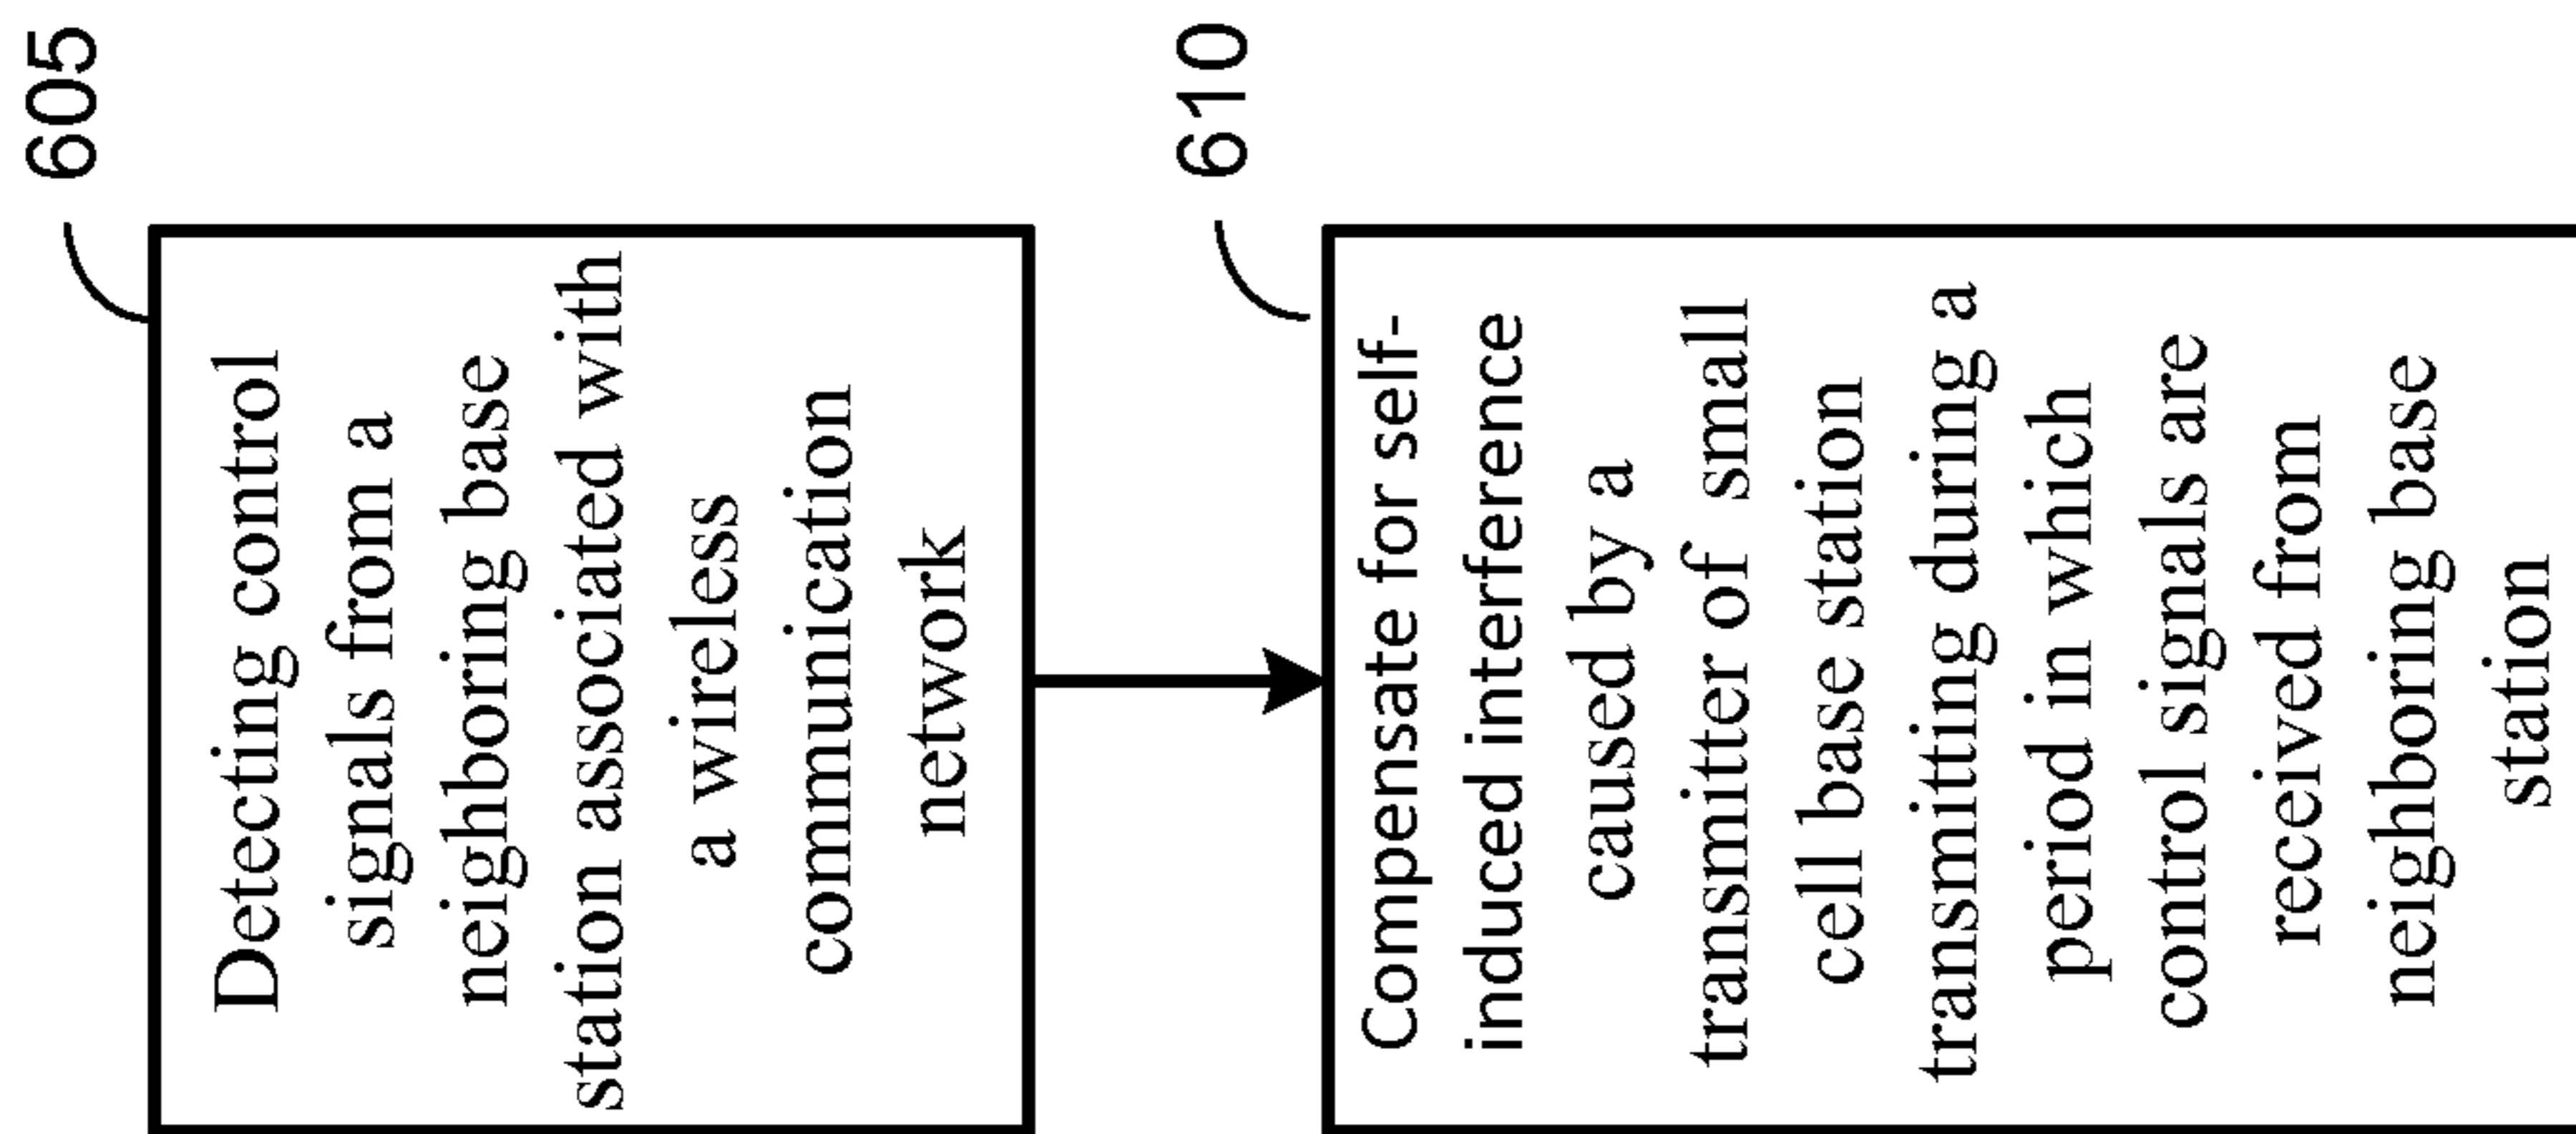 605
Detecting control
signals from a
neighboring base
station associated with
a wireless
communication
network
610
Compensate for self-
induced interference
caused by a
transmitter of small
cell base station
transmitting during a
period in which
control signals are
received from
neighboring base
station